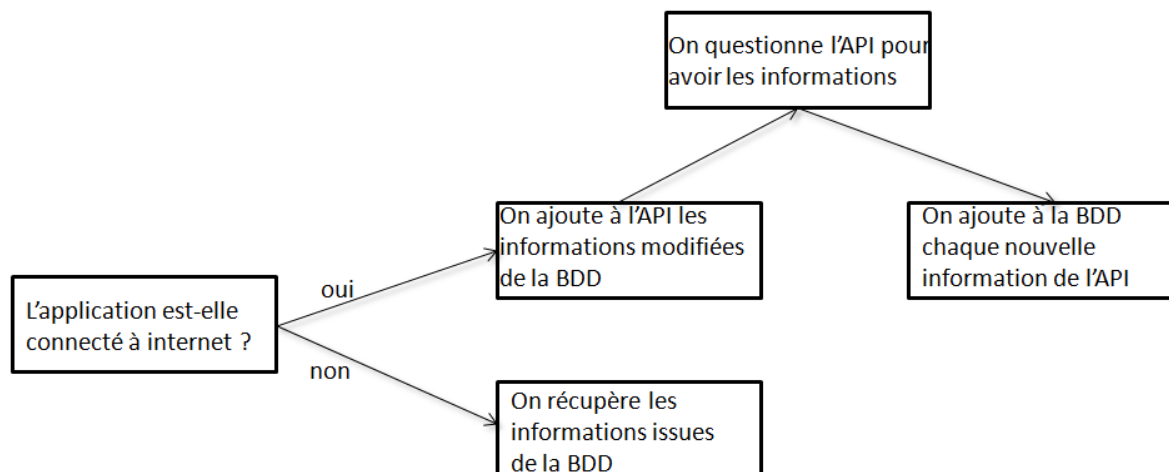 On questionne l'API pour
avoir les informations
On ajoute à l'API les
informations modifiées
de la BDD
On ajoute à la BDD
chaque nouvelle
information de l'API
oui
L'application est-elle
connecté à internet ?
non
On récupère les
informations issues
de la BDD